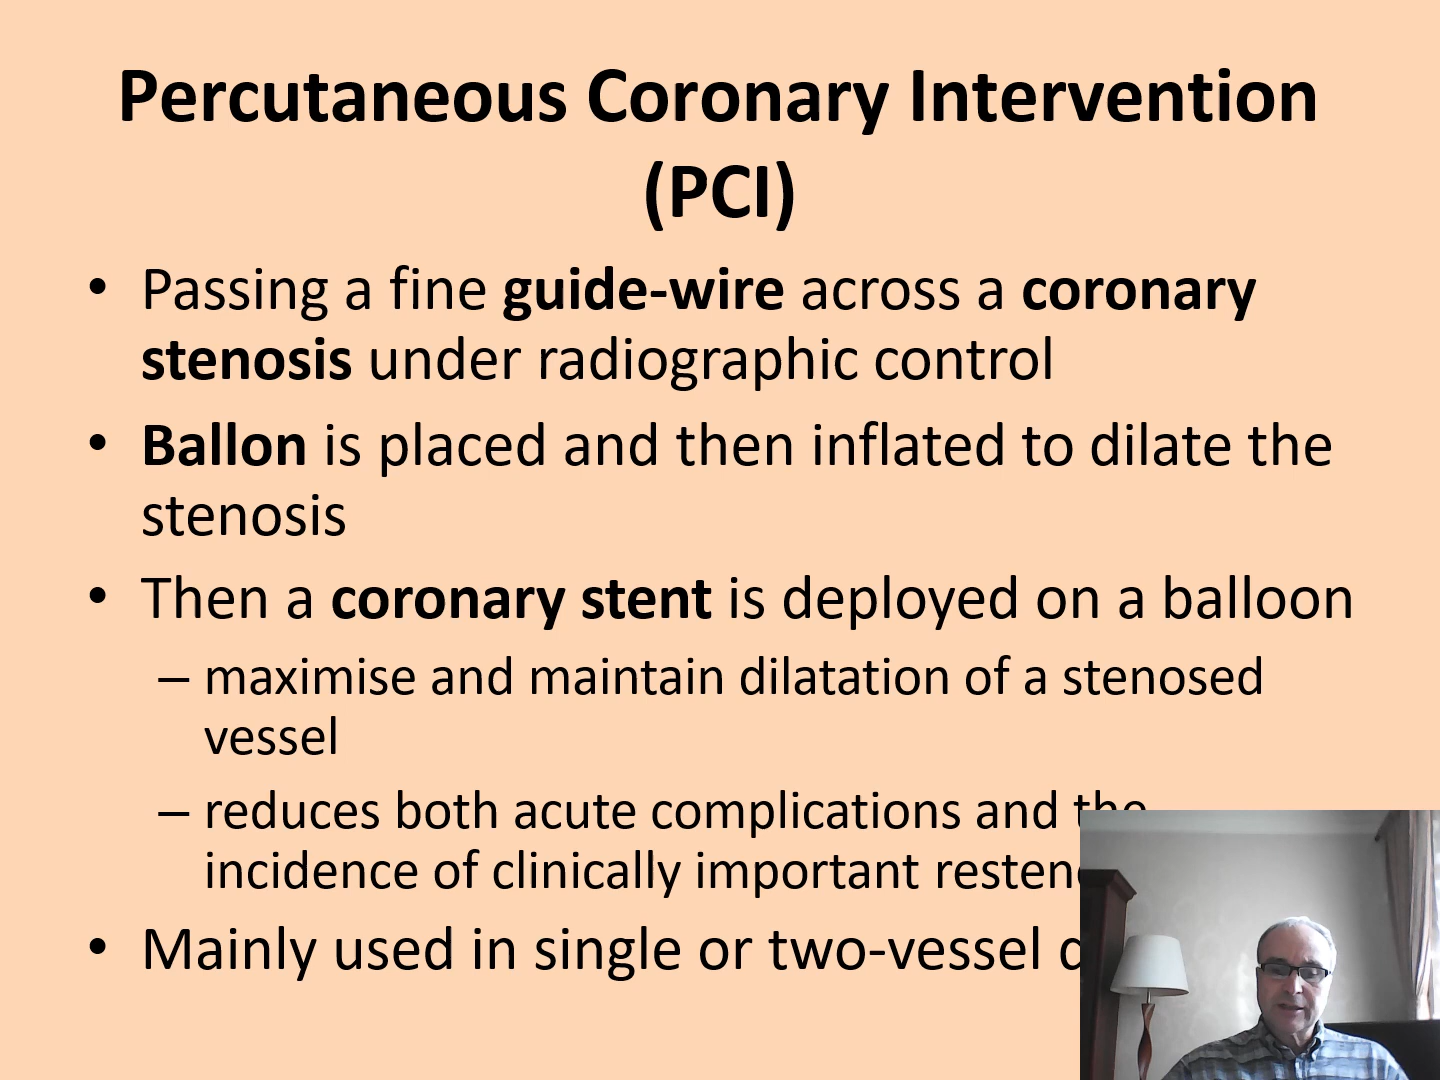 Percutaneous Coronary Intervention
(PCI)
• Passing a fine guide-wire across a coronary
stenosis under radiographic control
• Ballon is placed and then inflated to dilate the
stenosis
• Then a coronary stent is deployed on a balloon
– maximise and maintain dilatation of a stenosed
vessel
– reduces both acute complications and the
incidence of clinically important
• Mainly used in single or two-vessel